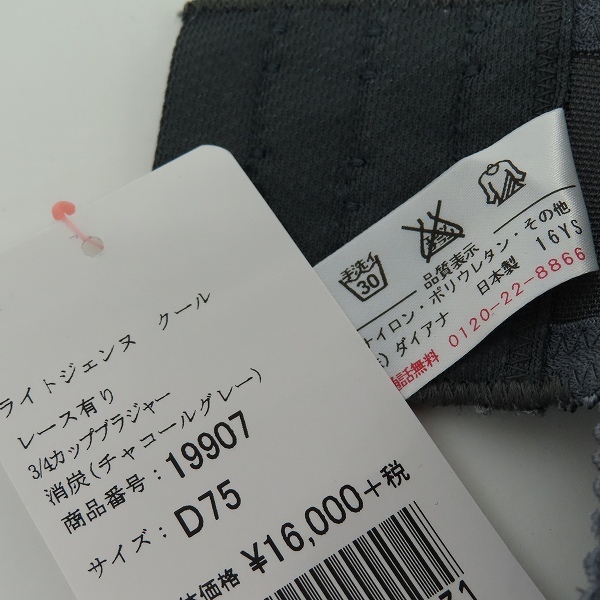 ライトジェンヌ クール
レース有り
3/4カップブラジャー
消炭(チャコールグレー)
商品番号:19907
サイズ:D75
価格 ¥16,000+税
手洗イ
30
品質表示
ナイロン・ポリウレタン・その他
ダイアナ 日本製 16YS
通話無料 0120-22-8866